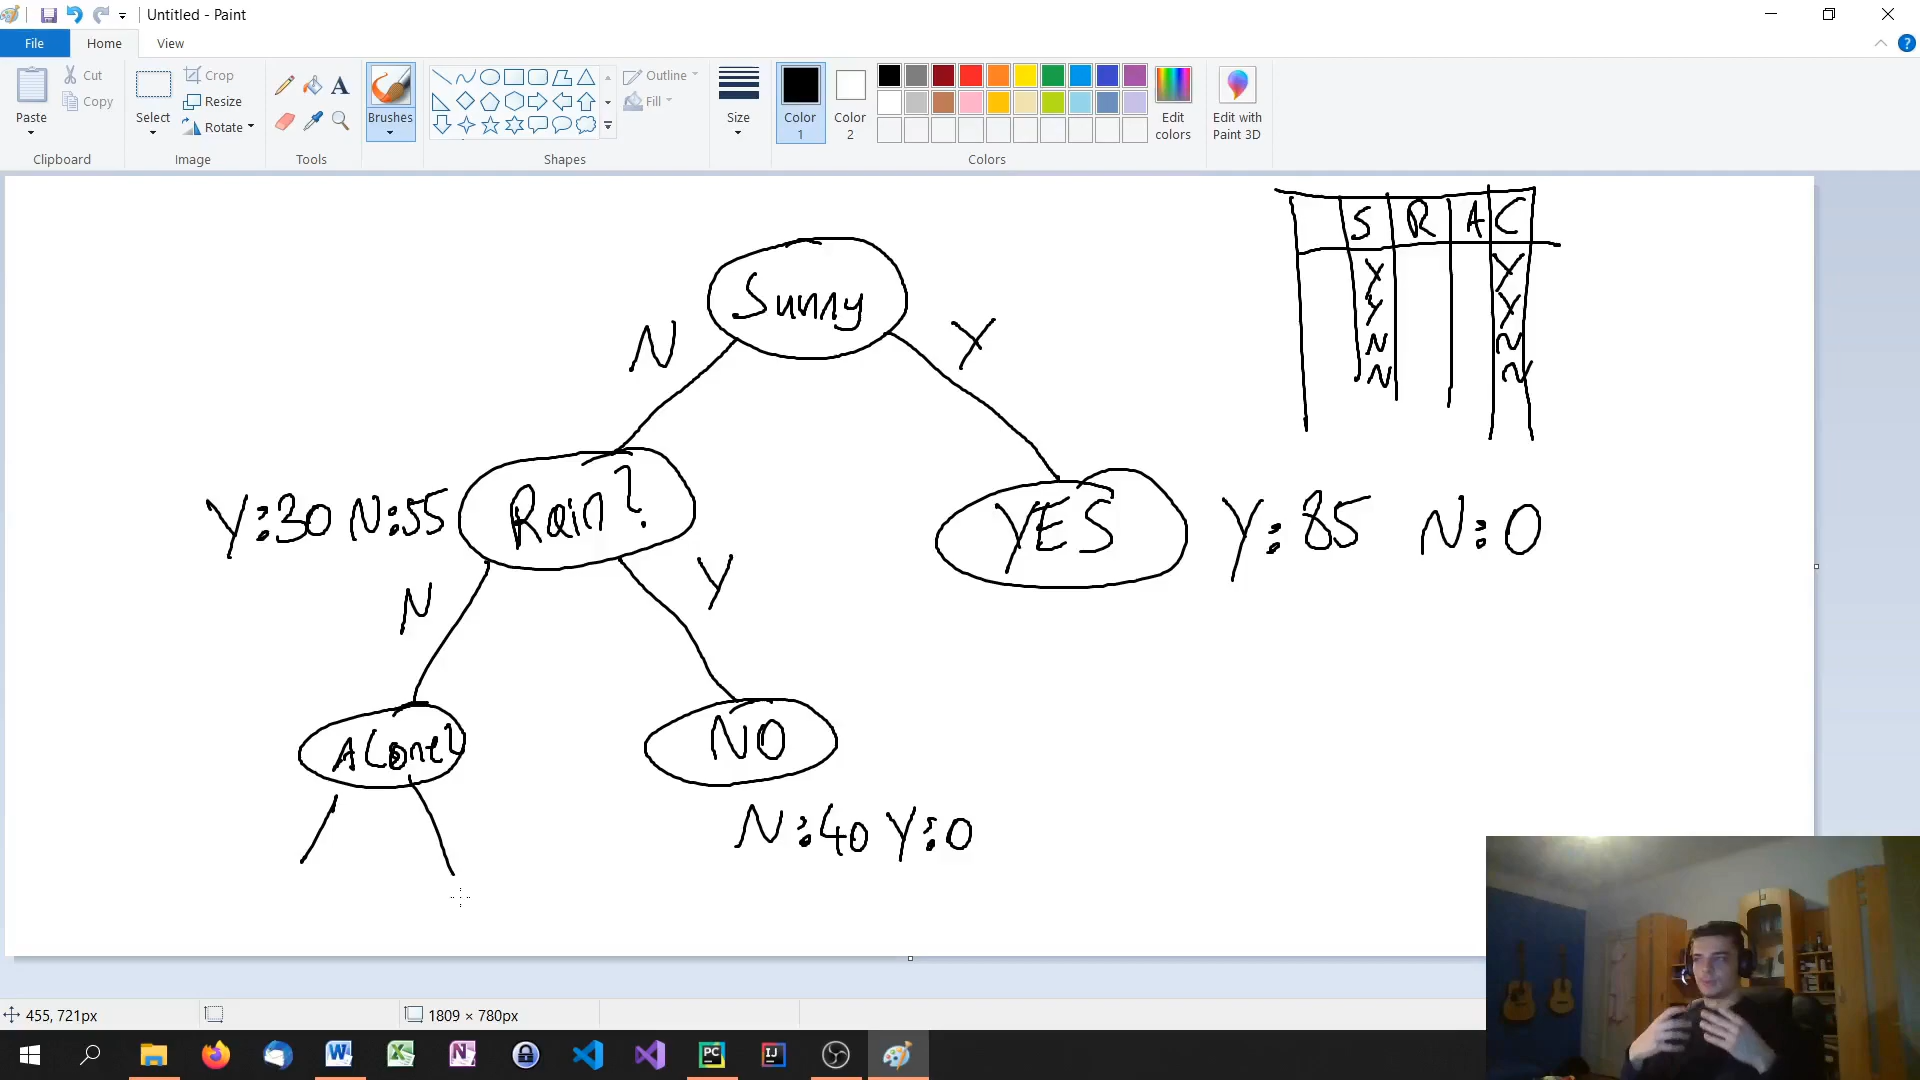 Untitled - Paint
File Home View
Cut
Copy
Paste
Clipboard
Crop
Resize
Rotate
Select
Image
A
Tools
Brushes
Outline
Fill
Shapes
Size
Color 1
Color 2
Colors
Edit colors
Edit with Paint 3D
S R A C
Y Y
Y Y
N N
N N
Sunny
N Y
Y:30 N:55 Rain?
YES Y:85 N:0
N Y
Alone?
NO
N:40 Y:0
455, 721px
1809 × 780px